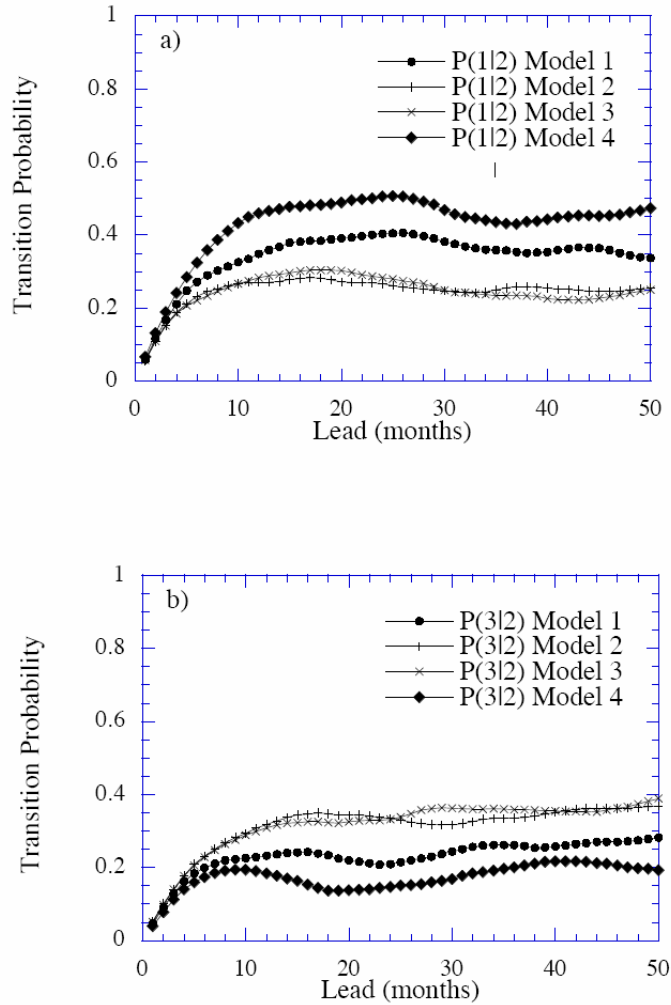 a)
P(1|2) Model 1
P(1|2) Model 2
P(1|2) Model 3
P(1|2) Model 4
Transition Probability
1
0.8
0.6
0.4
0.2
0
0 10 20 30 40 50
Lead (months)
b)
P(3|2) Model 1
P(3|2) Model 2
P(3|2) Model 3
P(3|2) Model 4
Transition Probability
1
0.8
0.6
0.4
0.2
0
0 10 20 30 40 50
Lead (months)